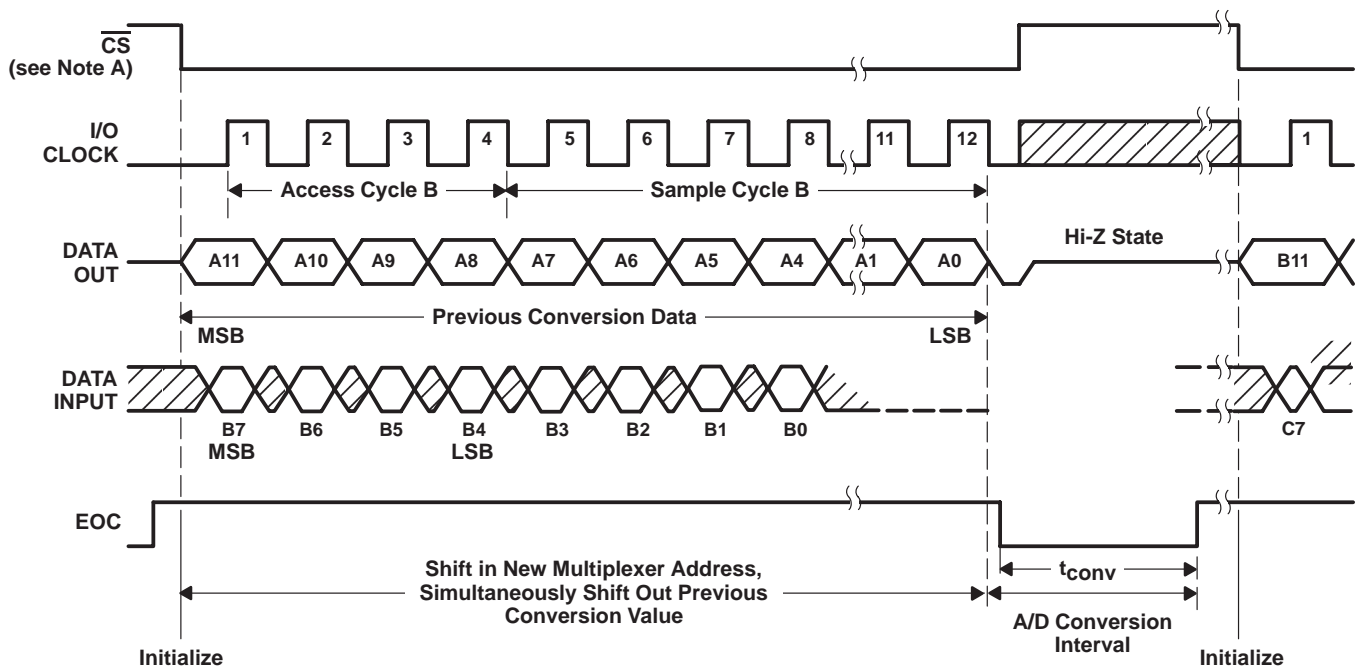 CS
(see Note A)
I/O
CLOCK
1 2 3 4 5 6 7 8 11 12 1
Access Cycle B
Sample Cycle B
DATA
OUT
A11 A10 A9 A8 A7 A6 A5 A4 A1 A0 B11
Hi-Z State
Previous Conversion Data
MSB LSB
DATA
INPUT
B7 B6 B5 B4 B3 B2 B1 B0 C7
MSB LSB
EOC
Shift in New Multiplexer Address,
Simultaneously Shift Out Previous
Conversion Value
tconv
A/D Conversion
Interval
Initialize Initialize